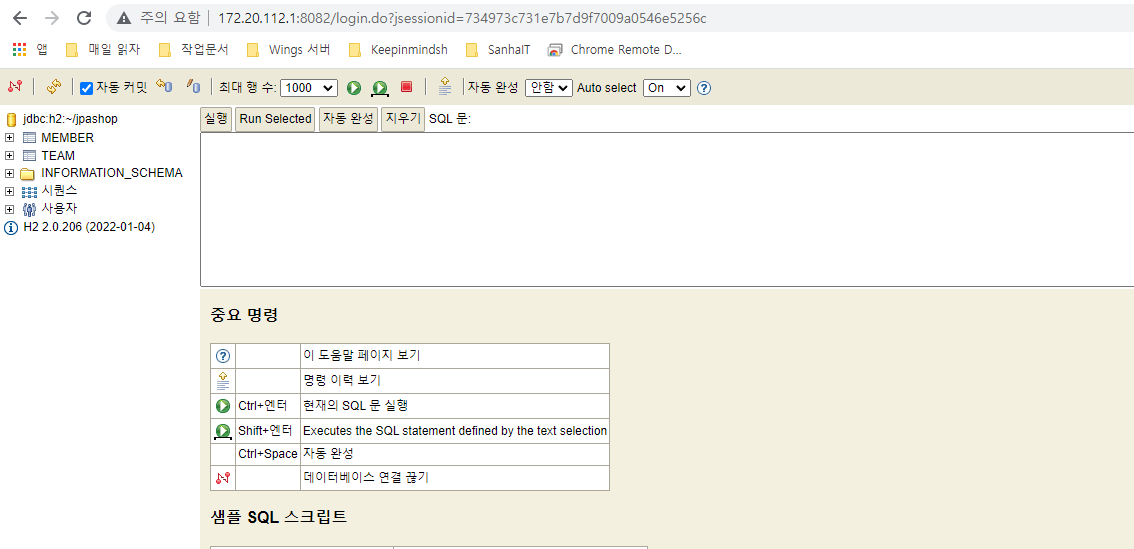 주의 요함 | 172.20.112.1:8082/login.do?jsessionid=734973c731e7b7d9f7009a0546e5256c
앱 매일 읽자 작업문서 Wings 서버 Keepinmindsh SanhaIT Chrome Remote D...
자동 커밋 최대 행 수: 1000 자동 완성 안함 Auto select On
jdbc:h2:~/jpashop
MEMBER
TEAM
INFORMATION_SCHEMA
시퀀스
사용자
H2 2.0.206 (2022-01-04)
실행 Run Selected 자동 완성 지우기 SQL 문:
중요 명령
이 도움말 페이지 보기
명령 이력 보기
Ctrl+엔터 현재의 SQL 문 실행
Shift+엔터 Executes the SQL statement defined by the text selection
Ctrl+Space 자동 완성
데이터베이스 연결 끊기
샘플 SQL 스크립트